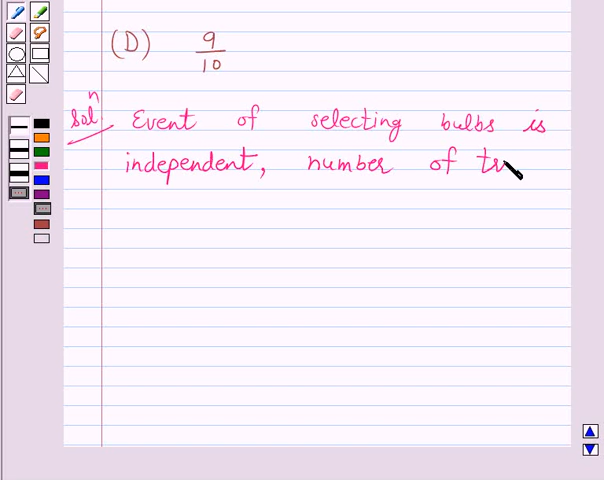 (D) 9/10
Solⁿ Event of selecting bulbs is
independent, number of